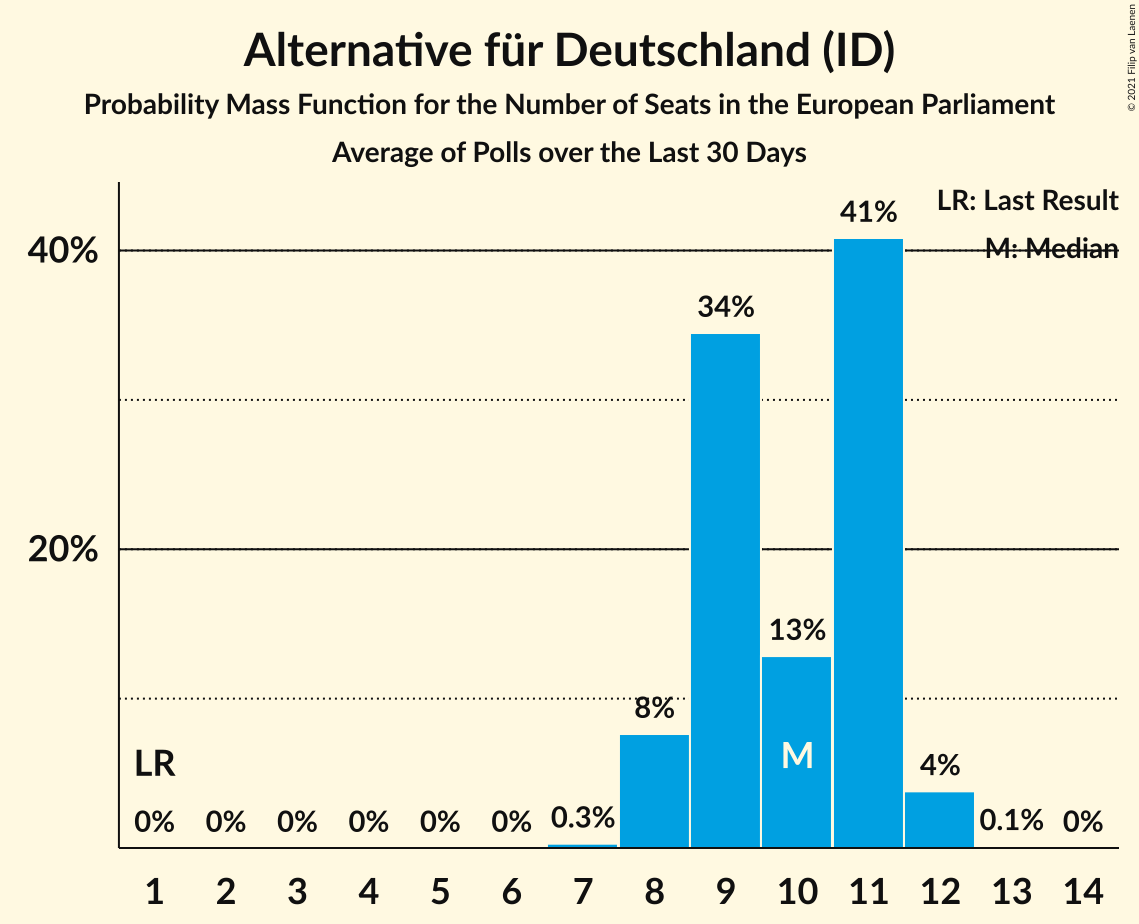 Alternative für Deutschland (ID)
Probability Mass Function for the Number of Seats in the European Parliament
Average of Polls over the Last 30 Days
© 2021 Filip van Laenen
LR: Last Result
M: Median
40%
20%
41%
34%
13%
8%
M
4%
LR
0% 0% 0% 0% 0% 0% 0.3% 0.1% 0%
1 2 3 4 5 6 7 8 9 10 11 12 13 14